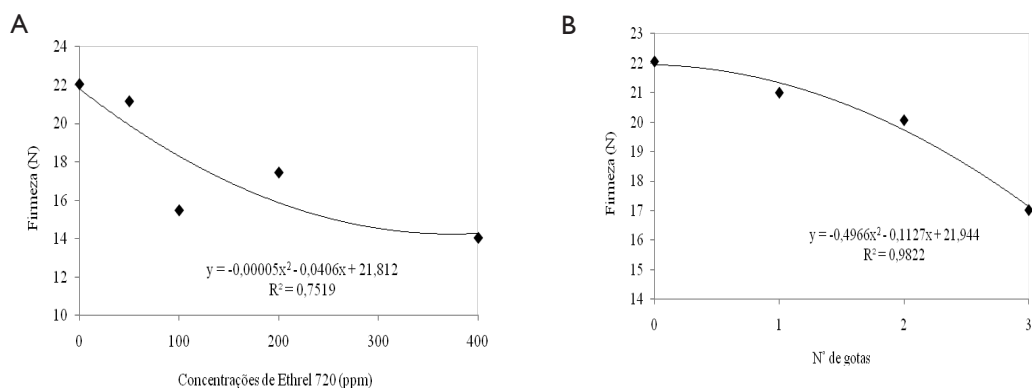 A
24
22
20
18
16
14
12
10
Firmeza (N)
y = -0,00005x² - 0,0406x + 21,812
R² = 0,7519
0 100 200 300 400
Concentrações de Ethrel 720 (ppm)
B
23
22
21
20
19
18
17
16
15
14
Firmeza (N)
y = -0,4966x² - 0,1127x + 21,944
R² = 0,9822
0 1 2 3
N° de gotas